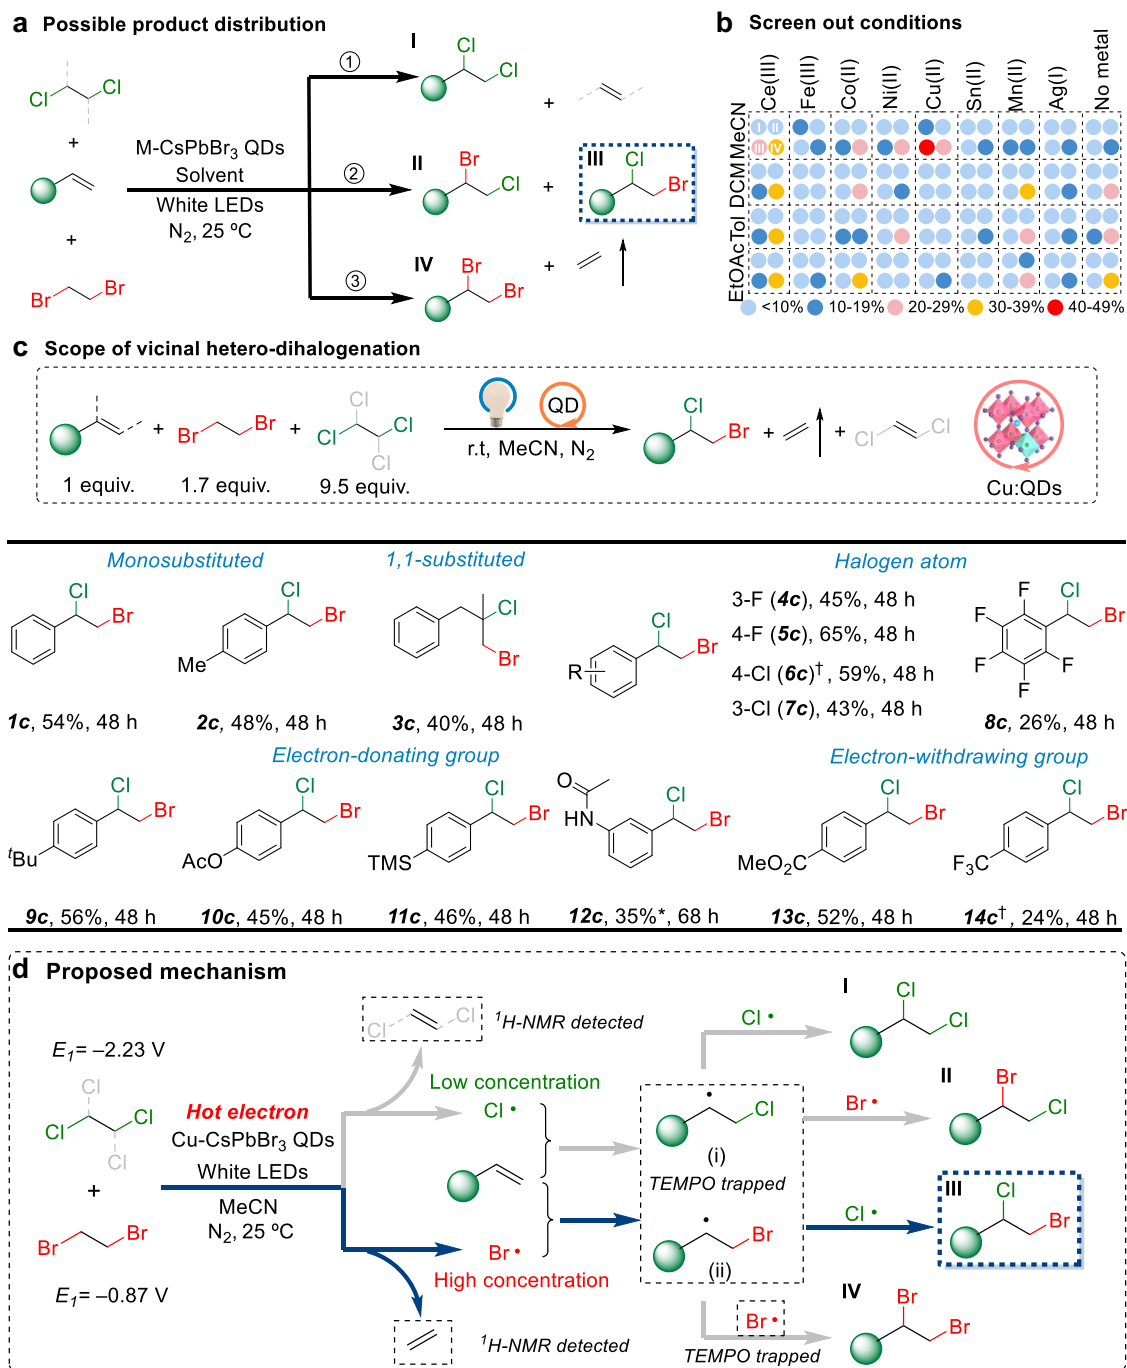 a Possible product distribution
Cl
Cl
+
+
Br
Br
M-CsPbBr3 QDs
Solvent
White LEDs
N2, 25 ºC
①
②
③
I
Cl
Cl
+
II
Br
Cl
+
III
Cl
Br
IV
Br
Br
+
b Screen out conditions
Ce(III)
Fe(III)
Co(II)
Ni(II)
Cu(II)
Sn(II)
Mn(II)
Ag(I)
No metal
MeCN
DCM
Tol
EtOAc
I II
III IV
<10% 10-19% 20-29% 30-39% 40-49%
c Scope of vicinal hetero-dihalogenation
+
Br
Br
+
Cl
Cl
Cl
Cl
QD
r.t, MeCN, N2
Cl
Br
+
+
Cl
Cl
1 equiv. 1.7 equiv. 9.5 equiv.
Cu:QDs
Monosubstituted
1,1-substituted
Halogen atom
Cl
Br
1c, 54%, 48 h
Cl
Br
Me
2c, 48%, 48 h
Cl
Br
3c, 40%, 48 h
Cl
Br
R
3-F (4c), 45%, 48 h
4-F (5c), 65%, 48 h
4-Cl (6c)†, 59%, 48 h
3-Cl (7c), 43%, 48 h
F
F
F
F
F
Cl
Br
8c, 26%, 48 h
Electron-donating group
Electron-withdrawing group
Cl
Br
tBu
9c, 56%, 48 h
Cl
Br
AcO
10c, 45%, 48 h
Cl
Br
TMS
11c, 46%, 48 h
O
HN
Cl
Br
12c, 35%*, 68 h
Cl
Br
MeO2C
13c, 52%, 48 h
Cl
Br
F3C
14c†, 24%, 48 h
d Proposed mechanism
E1= –2.23 V
Cl
Cl
Cl
Cl
+
Br
Br
E1= –0.87 V
Hot electron
Cu-CsPbBr3 QDs
White LEDs
MeCN
N2, 25 ºC
Cl
Cl
1H-NMR detected
Low concentration
Cl •
Br •
High concentration
1H-NMR detected
•
Cl
(i)
TEMPO trapped
•
Br
(ii)
Cl •
Br •
Cl •
Br •
TEMPO trapped
I
Cl
Cl
II
Br
Cl
III
Cl
Br
IV
Br
Br